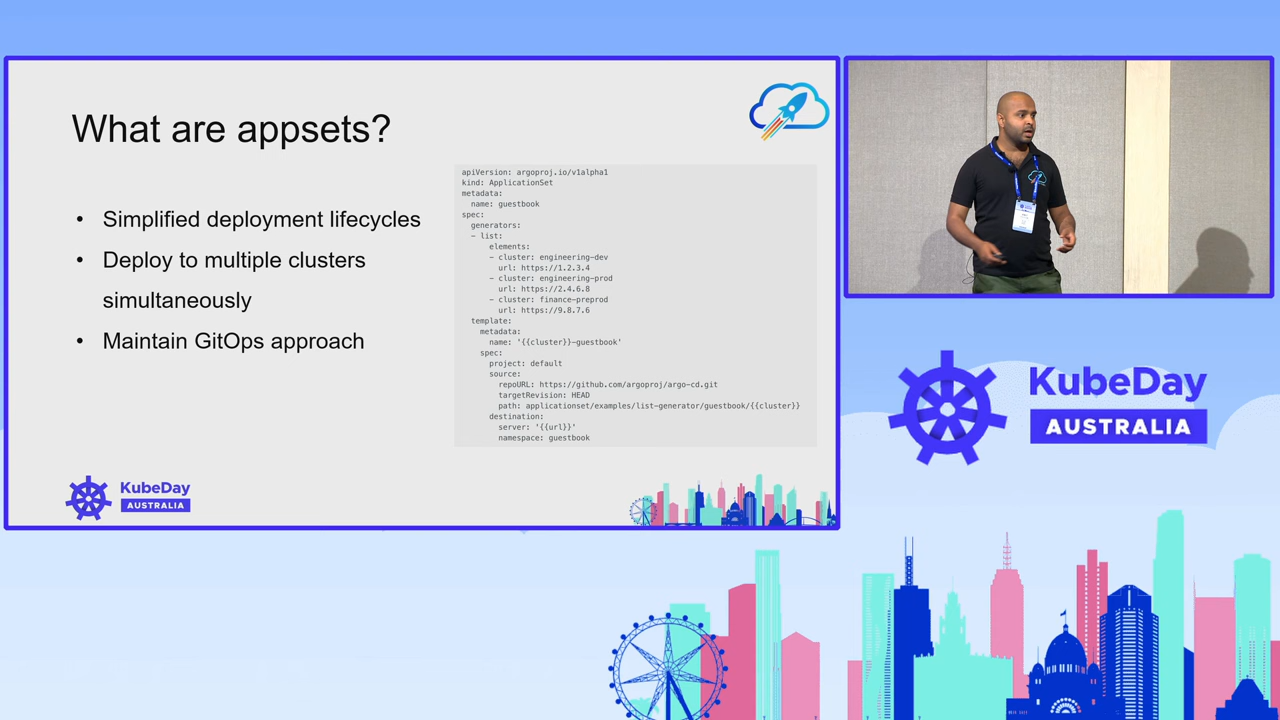 What are appsets?
• Simplified deployment lifecycles
• Deploy to multiple clusters
simultaneously
• Maintain GitOps approach
apiVersion: argoproj.io/v1alpha1
kind: ApplicationSet
metadata:
  name: guestbook
spec:
  generators:
  - list:
      elements:
      - cluster: engineering-dev
        url: https://1.2.3.4
      - cluster: engineering-prod
        url: https://2.4.6.8
      - cluster: finance-preprod
        url: https://9.8.7.6
  template:
    metadata:
      name: '{{cluster}}-guestbook'
    spec:
      project: default
      source:
        repoURL: https://github.com/argoproj/argo-cd.git
        targetRevision: HEAD
        path: applicationset/examples/list-generator/guestbook/{{cluster}}
      destination:
        server: '{{url}}'
        namespace: guestbook
KubeDay
AUSTRALIA
KubeDay
AUSTRALIA